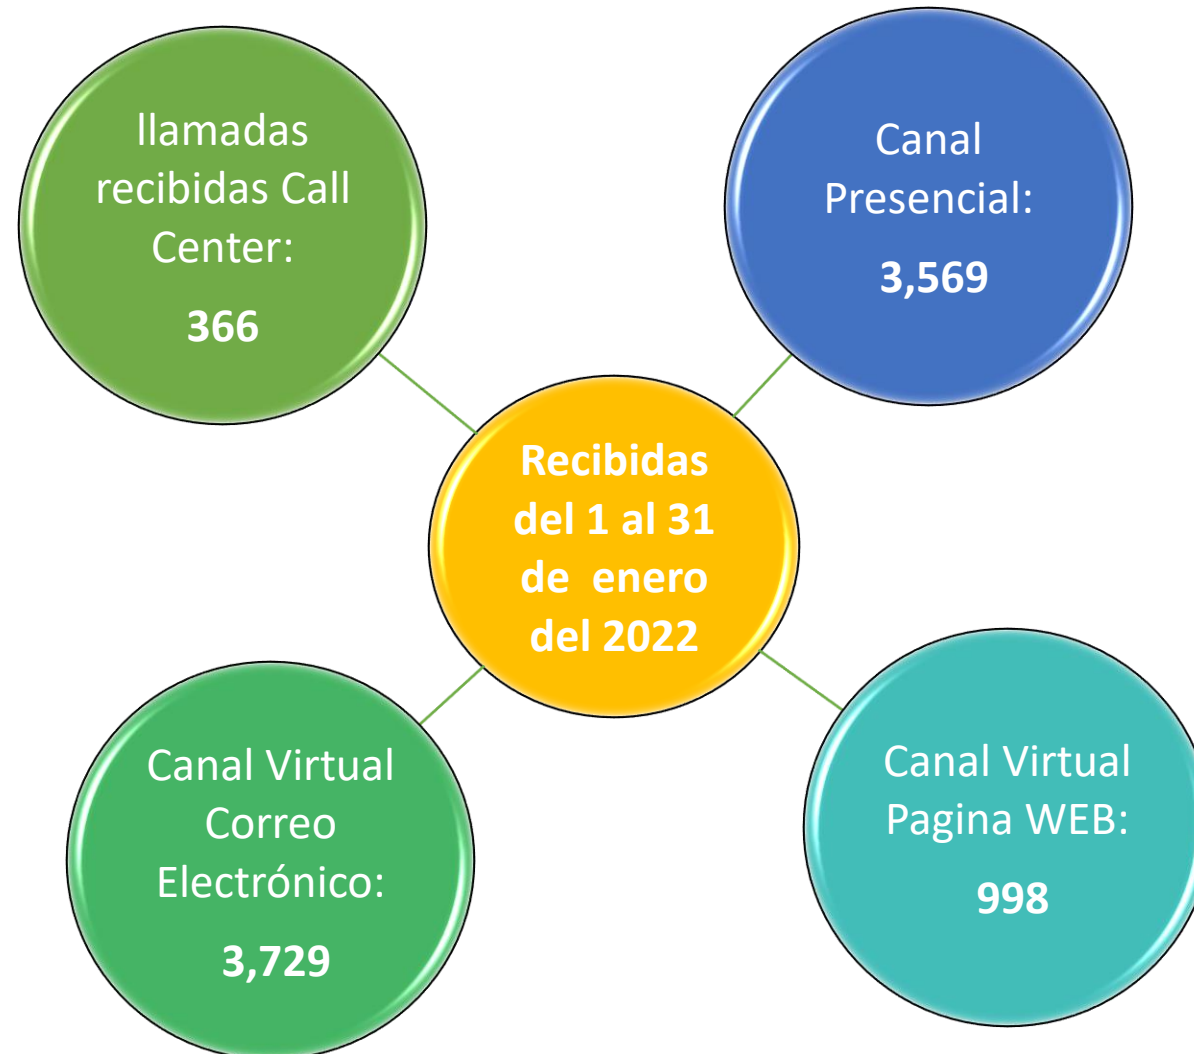 llamadas
recibidas Call
Center:
366
Canal
Presencial:
3,569
Recibidas
del 1 al 31
de  enero
del 2022
Canal Virtual
Correo
Electrónico:
3,729
Canal Virtual
Pagina WEB:
998